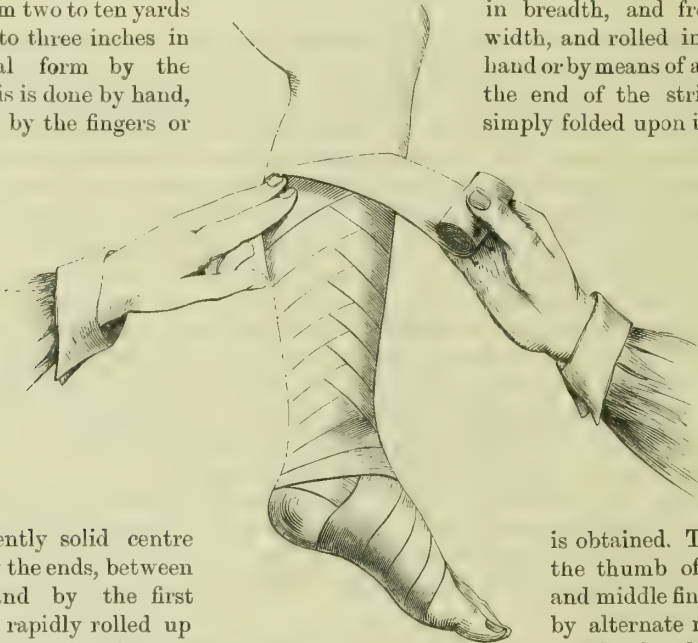 m two to ten yards in breadth, and fr
to three inches in width, and rolled in
al form by the hand or by means of a
is is done by hand, the end of the stri
by the fingers or simply folded upon i
ently solid centre is obtained. T
the ends, between the thumb of
nd by the first and middle fin
rapidly rolled up by alternate